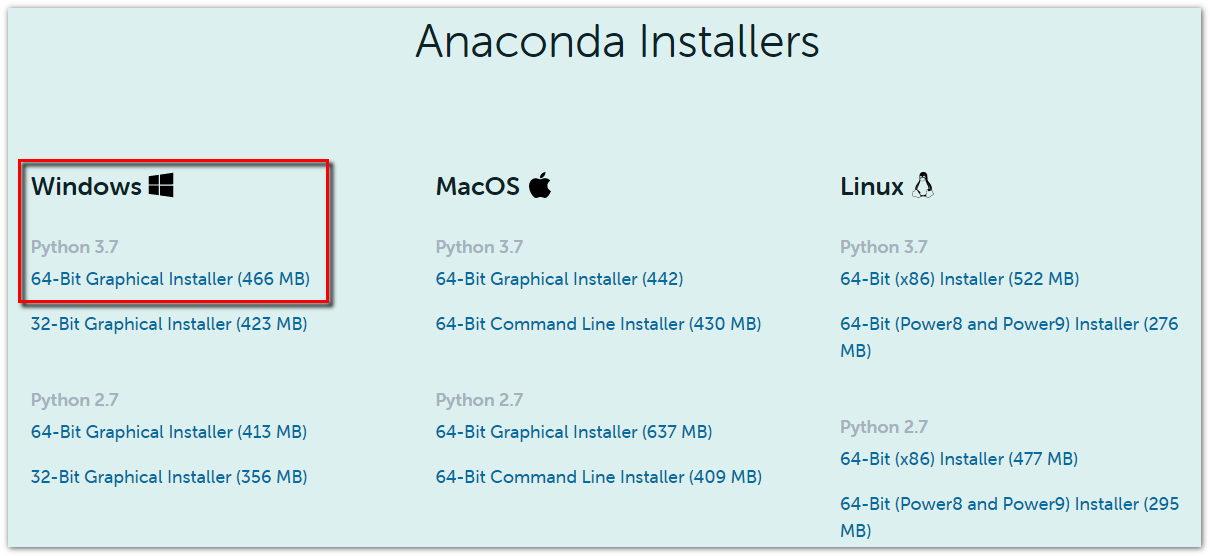 Anaconda Installers
Windows
Python 3.7
64-Bit Graphical Installer (466 MB)
32-Bit Graphical Installer (423 MB)
Python 2.7
64-Bit Graphical Installer (413 MB)
32-Bit Graphical Installer (356 MB)
MacOS
Python 3.7
64-Bit Graphical Installer (442)
64-Bit Command Line Installer (430 MB)
Python 2.7
64-Bit Graphical Installer (637 MB)
64-Bit Command Line Installer (409 MB)
Linux
Python 3.7
64-Bit (x86) Installer (522 MB)
64-Bit (Power8 and Power9) Installer (276
MB)
Python 2.7
64-Bit (x86) Installer (477 MB)
64-Bit (Power8 and Power9) Installer (295
MB)